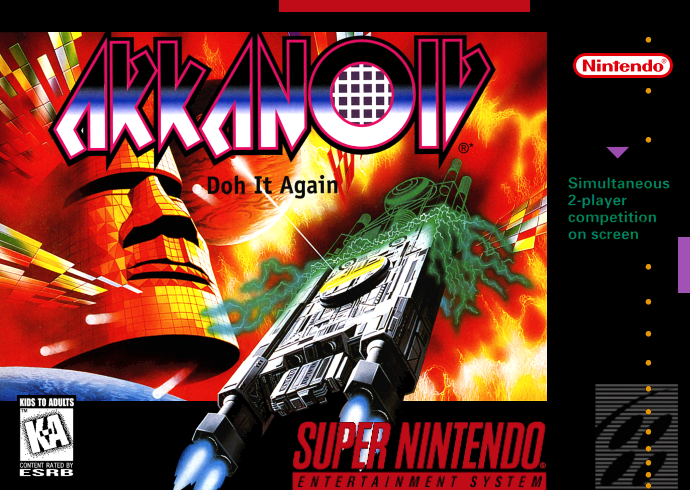 ARKANOID
®*
Doh It Again
Nintendo®
Simultaneous
2-player
competition
on screen
KIDS TO ADULTS
™
K-A
CONTENT RATED BY
ESRB
SUPER NINTENDO®
ENTERTAINMENT SYSTEM